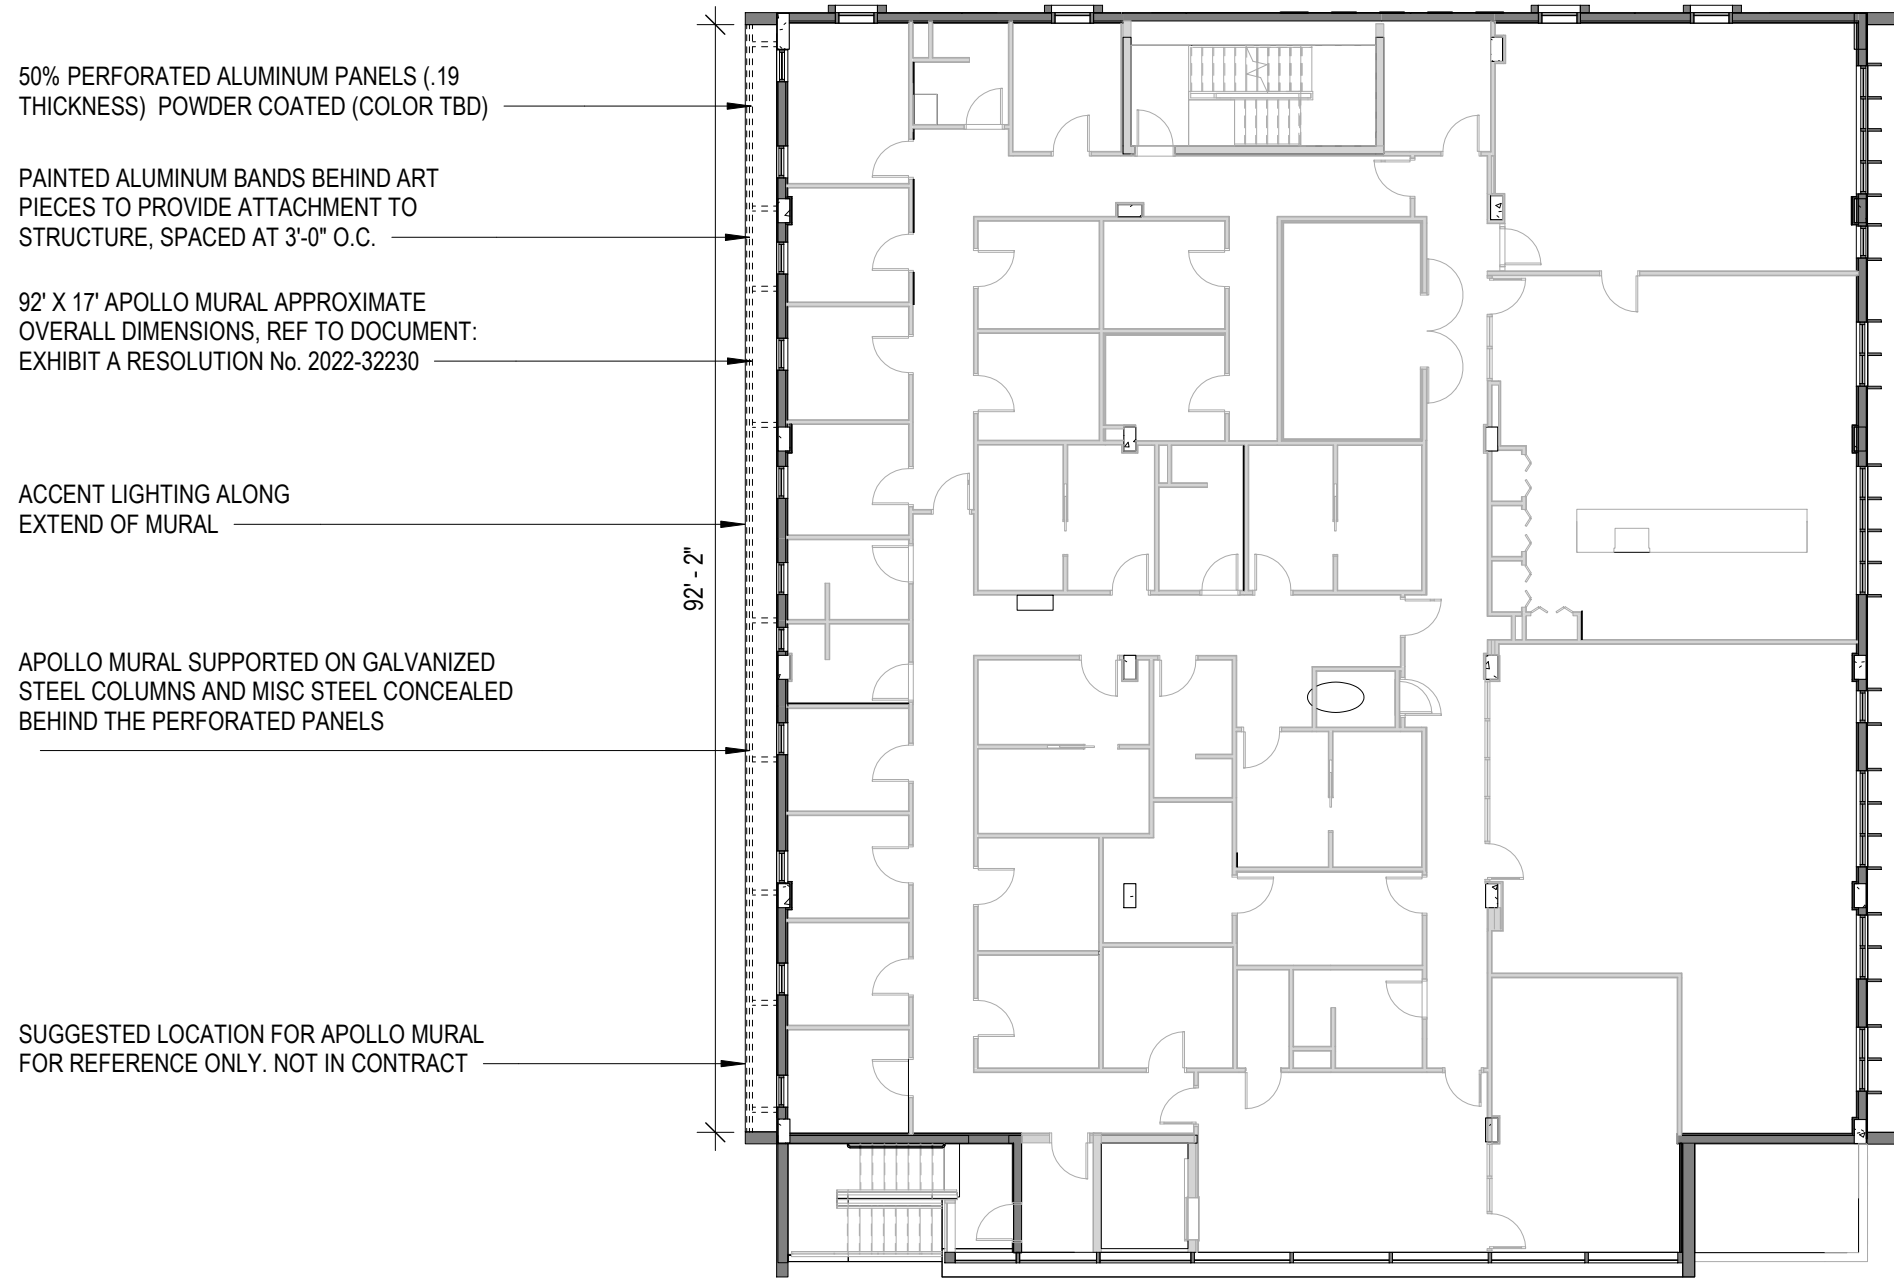 50% PERFORATED ALUMINUM PANELS (.19
THICKNESS) POWDER COATED (COLOR TBD)
PAINTED ALUMINUM BANDS BEHIND ART
PIECES TO PROVIDE ATTACHMENT TO
STRUCTURE, SPACED AT 3'-0" O.C.
92' X 17' APOLLO MURAL APPROXIMATE
OVERALL DIMENSIONS, REF TO DOCUMENT:
EXHIBIT A RESOLUTION No. 2022-32230
ACCENT LIGHTING ALONG
EXTEND OF MURAL
92' - 2"
APOLLO MURAL SUPPORTED ON GALVANIZED
STEEL COLUMNS AND MISC STEEL CONCEALED
BEHIND THE PERFORATED PANELS
SUGGESTED LOCATION FOR APOLLO MURAL
FOR REFERENCE ONLY. NOT IN CONTRACT